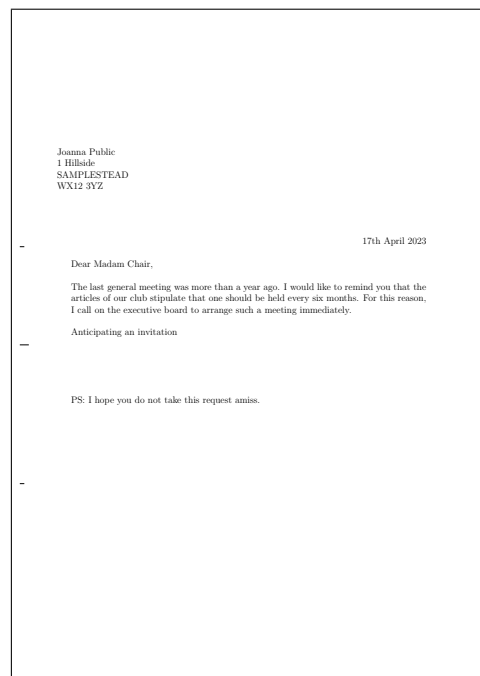 Joanna Public
1 Hillside
SAMPLESTEAD
WX12 3YZ
17th April 2023
Dear Madam Chair,
The last general meeting was more than a year ago. I would like to remind you that the
articles of our club stipulate that one should be held every six months. For this reason,
I call on the executive board to arrange such a meeting immediately.
Anticipating an invitation
PS: I hope you do not take this request amiss.